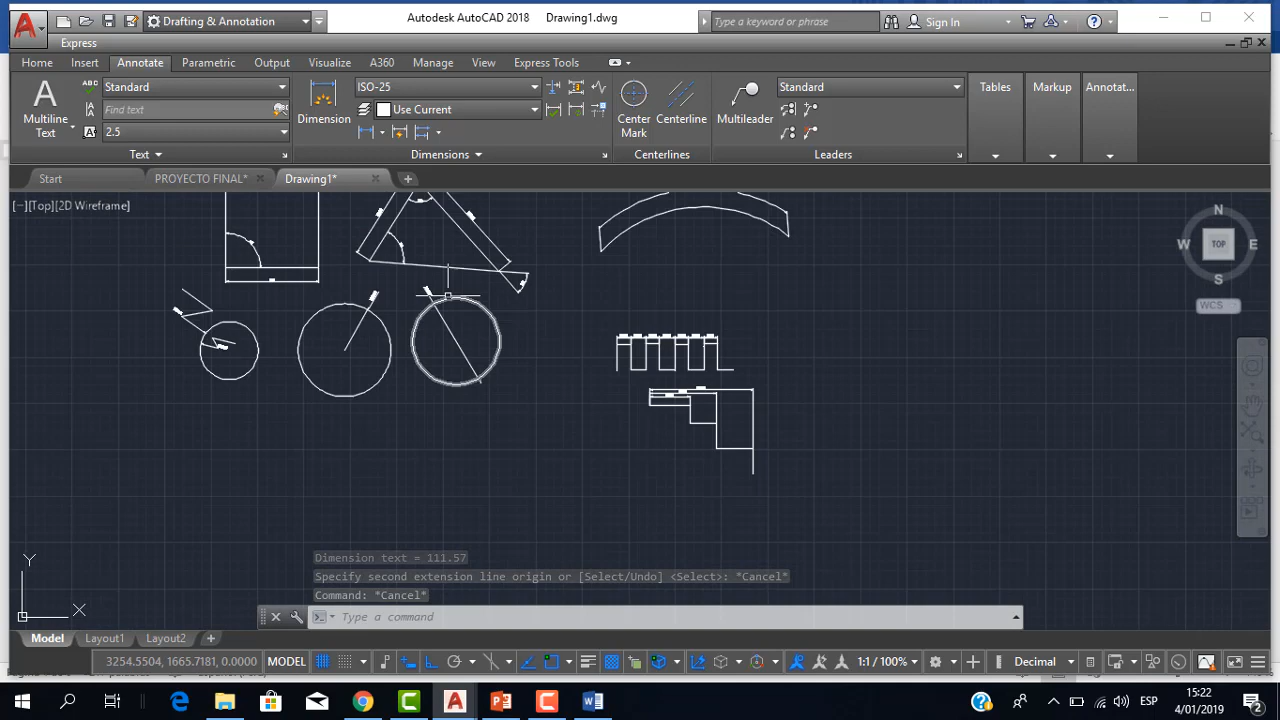 Drafting & Annotation
Autodesk AutoCAD 2018 Drawing1.dwg
Type a keyword or phrase
Sign In
Express
Home Insert Annotate Parametric Output Visualize A360 Manage View Express Tools
Multiline
Text
Standard
Find text
2.5
Text
Dimension
ISO-25
Use Current
Dimensions
Center
Mark
Centerline
Centerlines
Multileader
Standard
Leaders
Tables
Markup
Annotat...
Start PROYECTO FINAL* Drawing1*
[−][Top][2D Wireframe]
N
W TOP E
S
WCS
Y
X
Dimension text = 111.57
Specify second extension line origin or [Select/Undo] <Select>: *Cancel*
Command: *Cancel*
Type a command
Model Layout1 Layout2
3254.5504, 1665.7181, 0.0000 MODEL 1:1 / 100% Decimal
ESP
15:22
4/01/2019
2